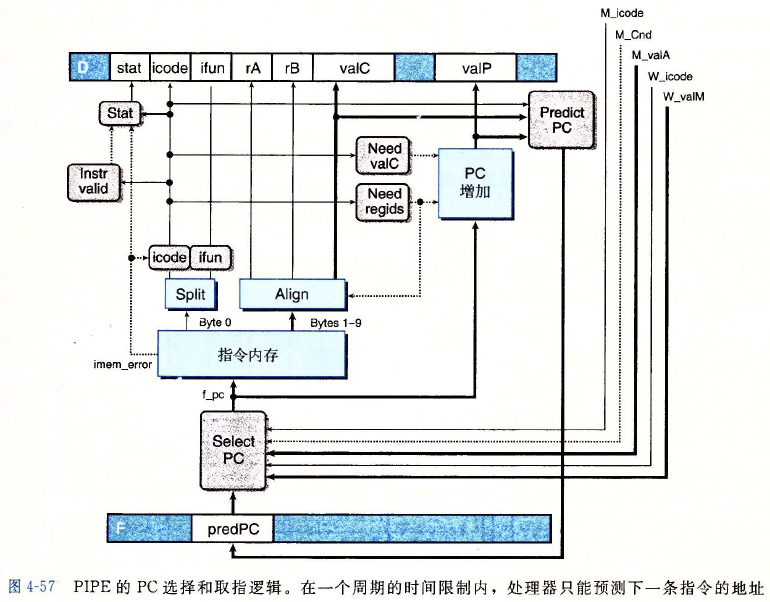 M_icode
M_Cnd
M_valA
W_icode
W_valM
D stat icode ifun rA rB valC valP
Stat
Predict
PC
Need
valC
Instr
valid
PC
增加
Need
regids
icode ifun
Split Align
Byte 0 Bytes 1–9
指令内存
imem_error
f_pc
Select
PC
F predPC
图 4-57 PIPE 的 PC 选择和取指逻辑。在一个周期的时间限制内，处理器只能预测下一条指令的地址